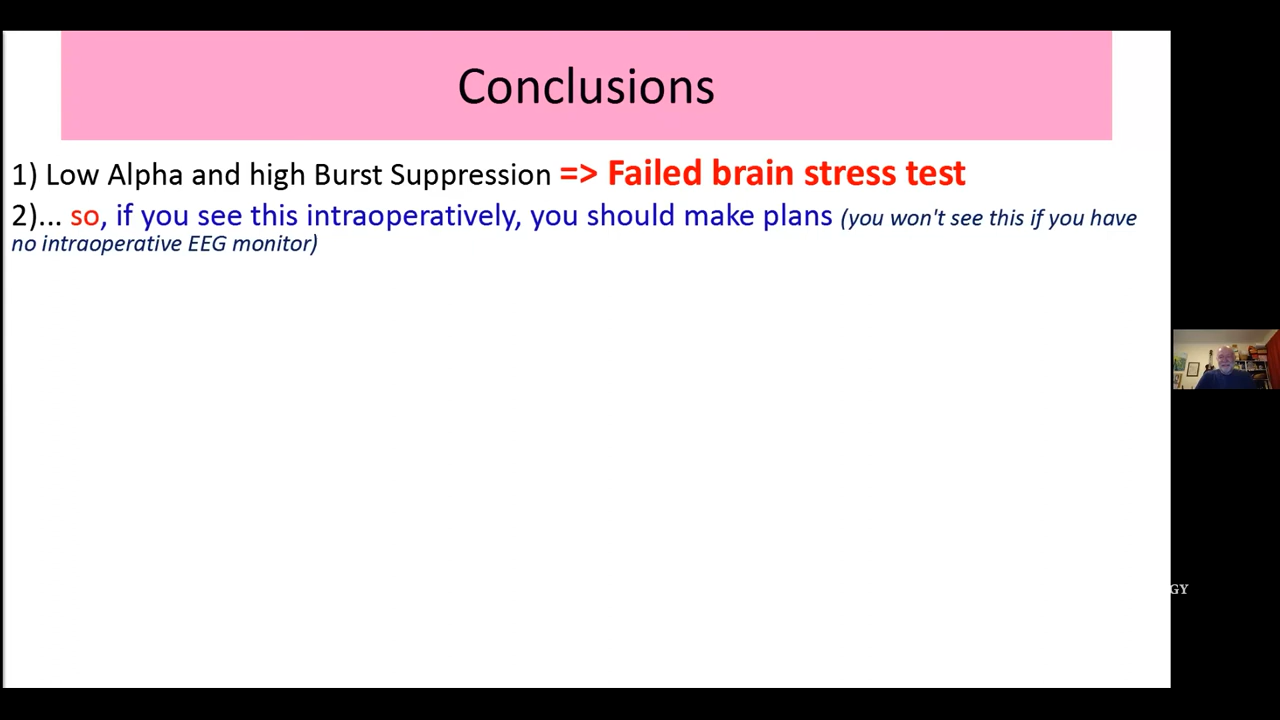 Conclusions
1) Low Alpha and high Burst Suppression => Failed brain stress test
2)... so, if you see this intraoperatively, you should make plans (you won't see this if you have
no intraoperative EEG monitor)
GY